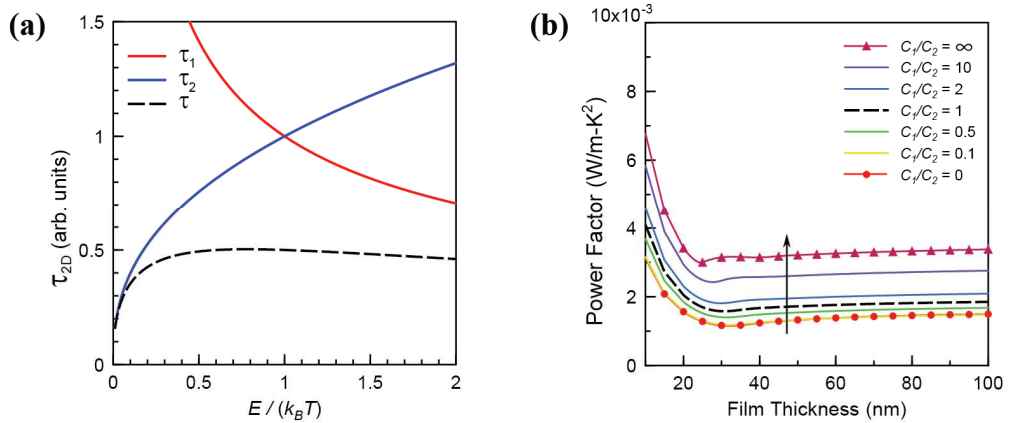 (a)
1.5
1
0.5
0
τ₁
τ₂
τ
τ2D (arb. units)
0 0.5 1 1.5 2
E / (kBT)
(b)
10x10⁻³
8
6
4
2
0
C₁/C₂ = ∞
C₁/C₂ = 10
C₁/C₂ = 2
C₁/C₂ = 1
C₁/C₂ = 0.5
C₁/C₂ = 0.1
C₁/C₂ = 0
Power Factor (W/m-K²)
20 40 60 80 100
Film Thickness (nm)